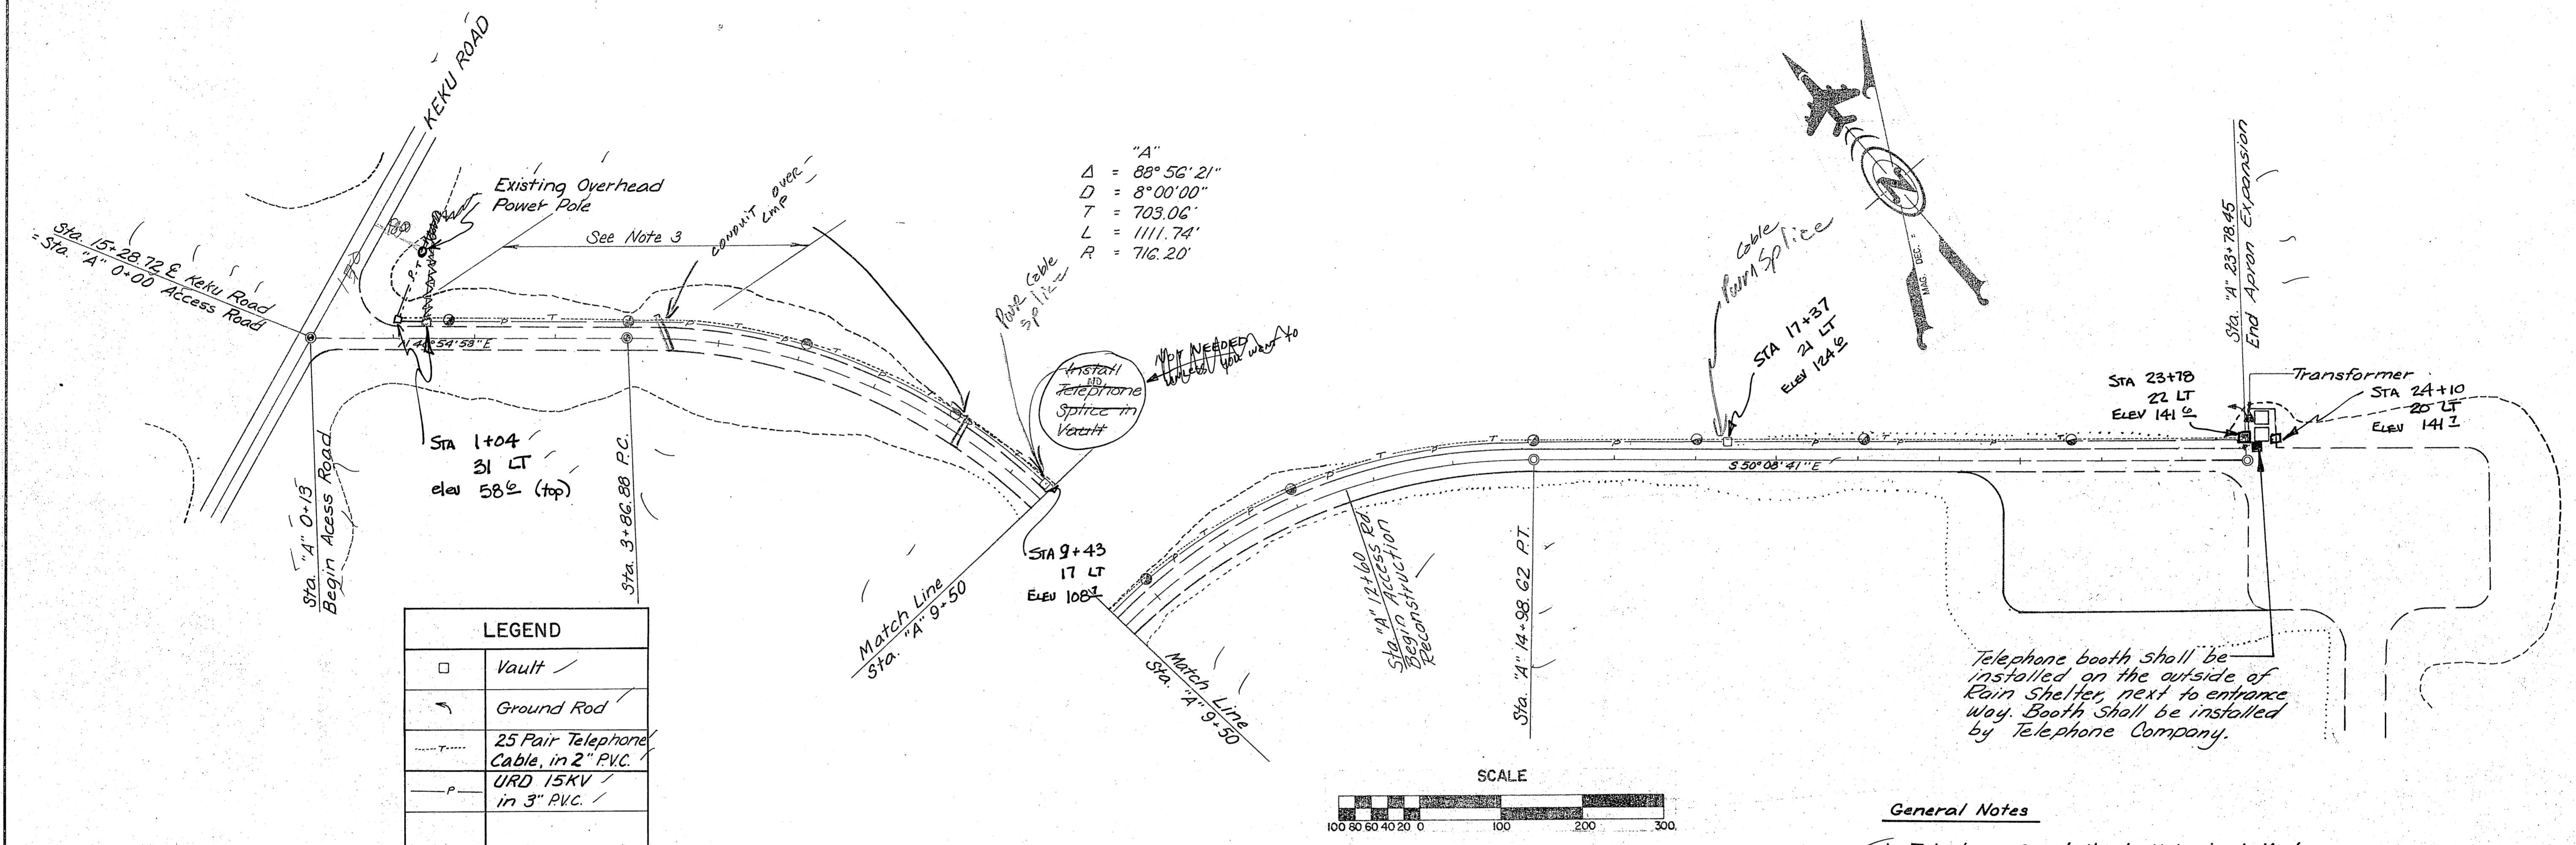 KEKU ROAD
Existing Overhead
Power Pole
See Note 3
CONDUIT OVER
CMP
Sta. 15+28.72 ℄ Keku Road
= Sta. "A" 0+00 Access Road
P-T
"A"
Δ = 88° 56' 21"
D = 8° 00' 00"
T = 703.06'
L = 1111.74'
R = 716.20'
Cable
Splice
Install
Telephone
Splice in
Vault
NOT NEEDED
unless you want to
Cable
Splice
STA 17+37
21 LT
ELEV 124.6
MAG. DEC. =
N
Sta. "A" 23+78.45
End Apron Expansion
STA 23+78
22 LT
ELEV 141.6
Transformer
STA 24+10
20 LT
ELEV 141.7
54'58"E
S 50°08'41"E
STA 1+04
31 LT
elev 58.6 (top)
Sta. "A" 0+13
Begin Acess Road
Sta. 3+86.88 P.C.
STA 9+43
17 LT
ELEV 108.7
Match Line
Sta. "A" 9+50
Match Line
Sta. "A" 9+50
Sta. "A" 12+60
Begin Access Rd.
Reconstruction
Sta. "A" 14+98.62 P.T.
Telephone booth shall be
installed on the outside of
Rain Shelter, next to entrance
way. Booth shall be installed
by Telephone Company.
LEGEND
Vault
Ground Rod
T 25 Pair Telephone
Cable, in 2" P.V.C.
P URD 15KV
in 3" P.V.C.
SCALE
100 80 60 40 20 0 100 200 300
General Notes